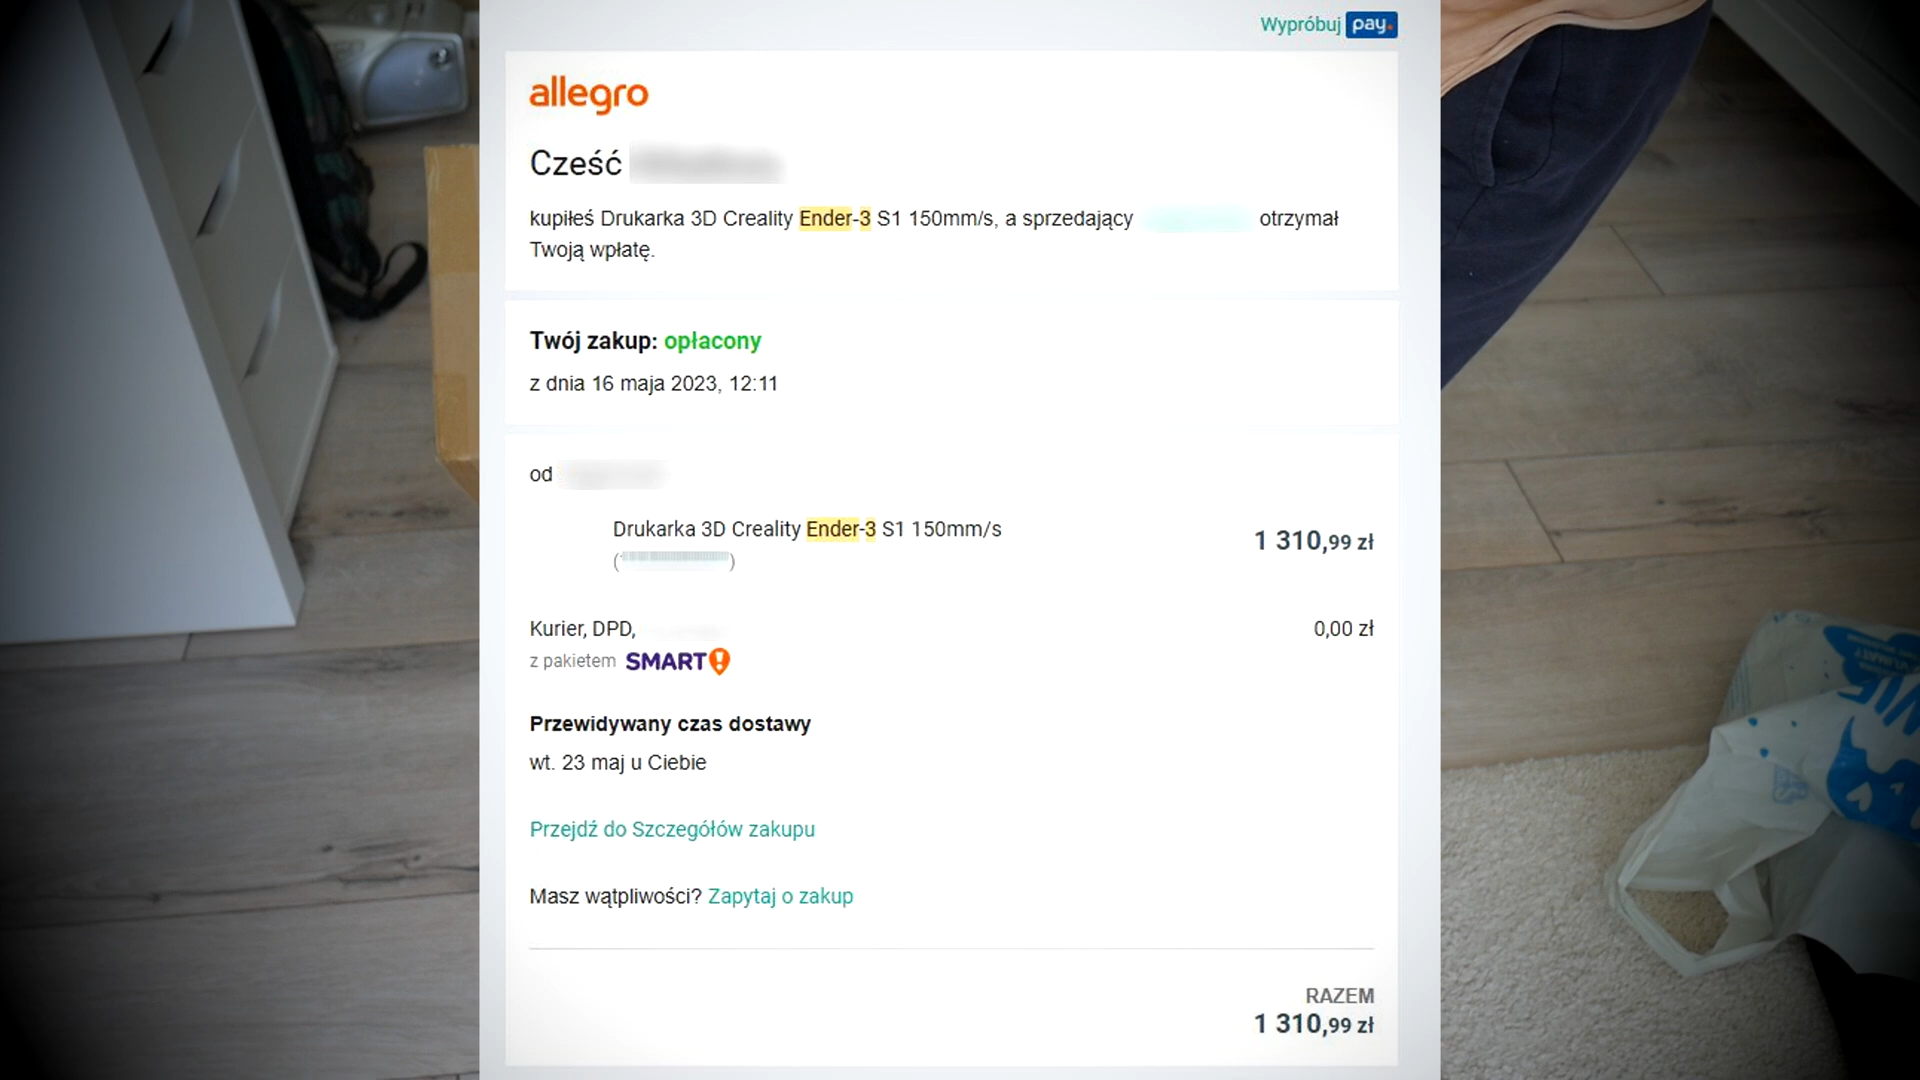 Wypróbuj pay.
allegro
Cześć
kupiłeś Drukarka 3D Creality Ender-3 S1 150mm/s, a sprzedający otrzymał
Twoją wpłatę.
Twój zakup: opłacony
z dnia 16 maja 2023, 12:11
od
Drukarka 3D Creality Ender-3 S1 150mm/s
1 310,99 zł
( )
Kurier, DPD,
0,00 zł
z pakietem SMART!
Przewidywany czas dostawy
wt. 23 maj u Ciebie
Przejdź do Szczegółów zakupu
Masz wątpliwości? Zapytaj o zakup
RAZEM
1 310,99 zł